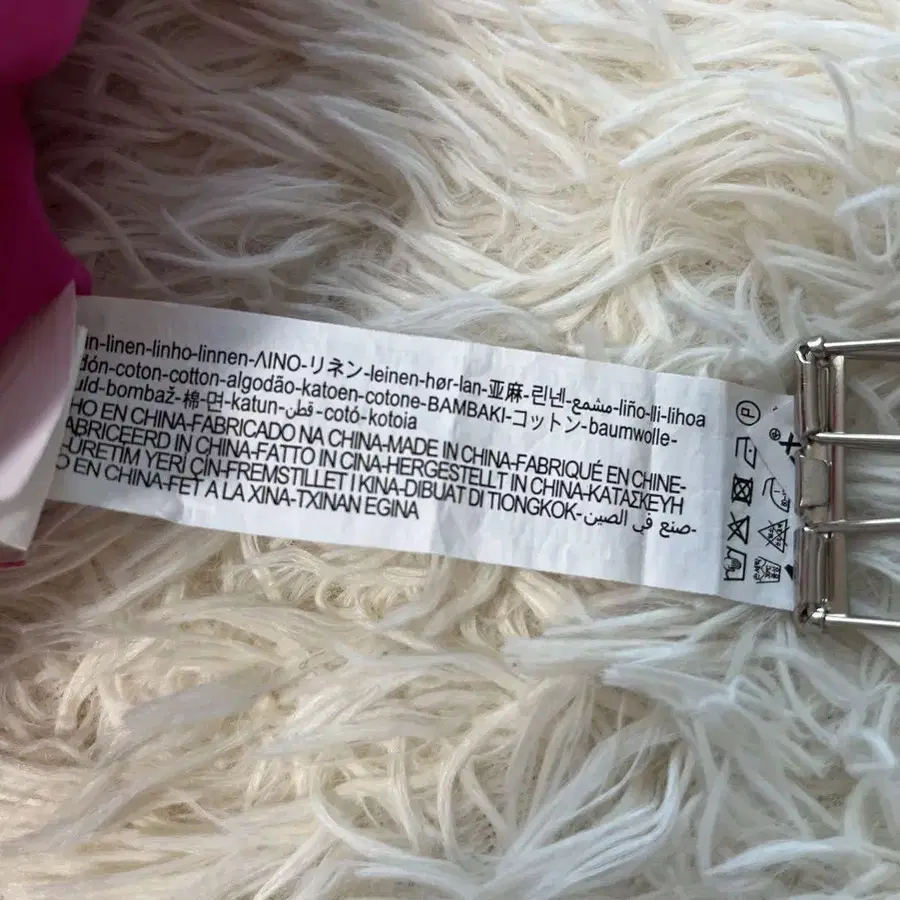 in-linen-linho-linnen-ΛΙΝΟ-リネン-leinen-hør-lan-亚麻-린넨-مشمع-liño-lli-lihoa
dón-coton-cotton-algodão-katoen-cotone-BAMBAKI-コットン-baumwolle-
uld-bombaž-棉-면-katun-قطن-cotó-kotoia
HO EN CHINA-FABRICADO NA CHINA-MADE IN CHINA-FABRIQUÉ EN CHINE-
ABRICEERD IN CHINA-FATTO IN CINA-HERGESTELLT IN CHINA-ΚΑΤΑΣΚΕΥΗ
URETIM YERİ ÇİN-FREMSTILLET I KINA-DIBUAT DI TIONGKOK-صنع في الصين-
O EN CHINA-FET A LA XINA-TXINAN EGINA
P